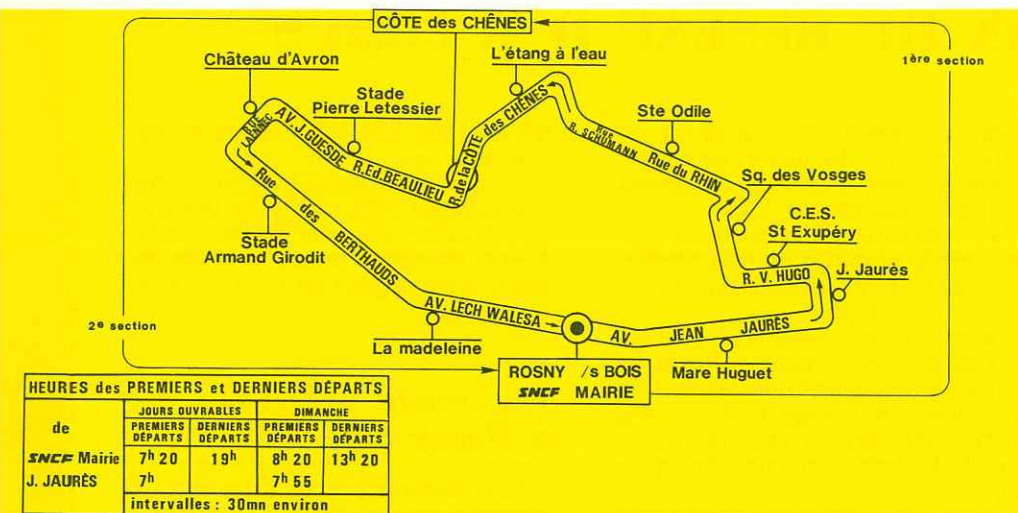 CÔTE des CHÊNES
1ère section
Château d'Avron
L'étang à l'eau
Stade
Pierre Letessier
Ste Odile
RUE LAENNEC
AV. J. GUESDE
R. Ed. BEAULIEU
R. de la CÔTE des CHÊNES
Rue R. SCHUMANN
Rue du RHIN
Sq. des Vosges
C.E.S.
St Exupéry
R. V. HUGO
J. Jaurès
Stade
Armand Girodit
Rue des BERTHAUDS
AV. LECH WALESA
AV. JEAN JAURÈS
2e section
La madeleine
Mare Huguet
ROSNY /s BOIS
SNCF MAIRIE
HEURES des PREMIERS et DERNIERS DÉPARTS
de
JOURS OUVRABLES DIMANCHE
PREMIERS DÉPARTS DERNIERS DÉPARTS PREMIERS DÉPARTS DERNIERS DÉPARTS
SNCF Mairie 7h 20 19h 8h 20 13h 20
J. JAURÈS 7h 7h 55
intervalles : 30mn environ